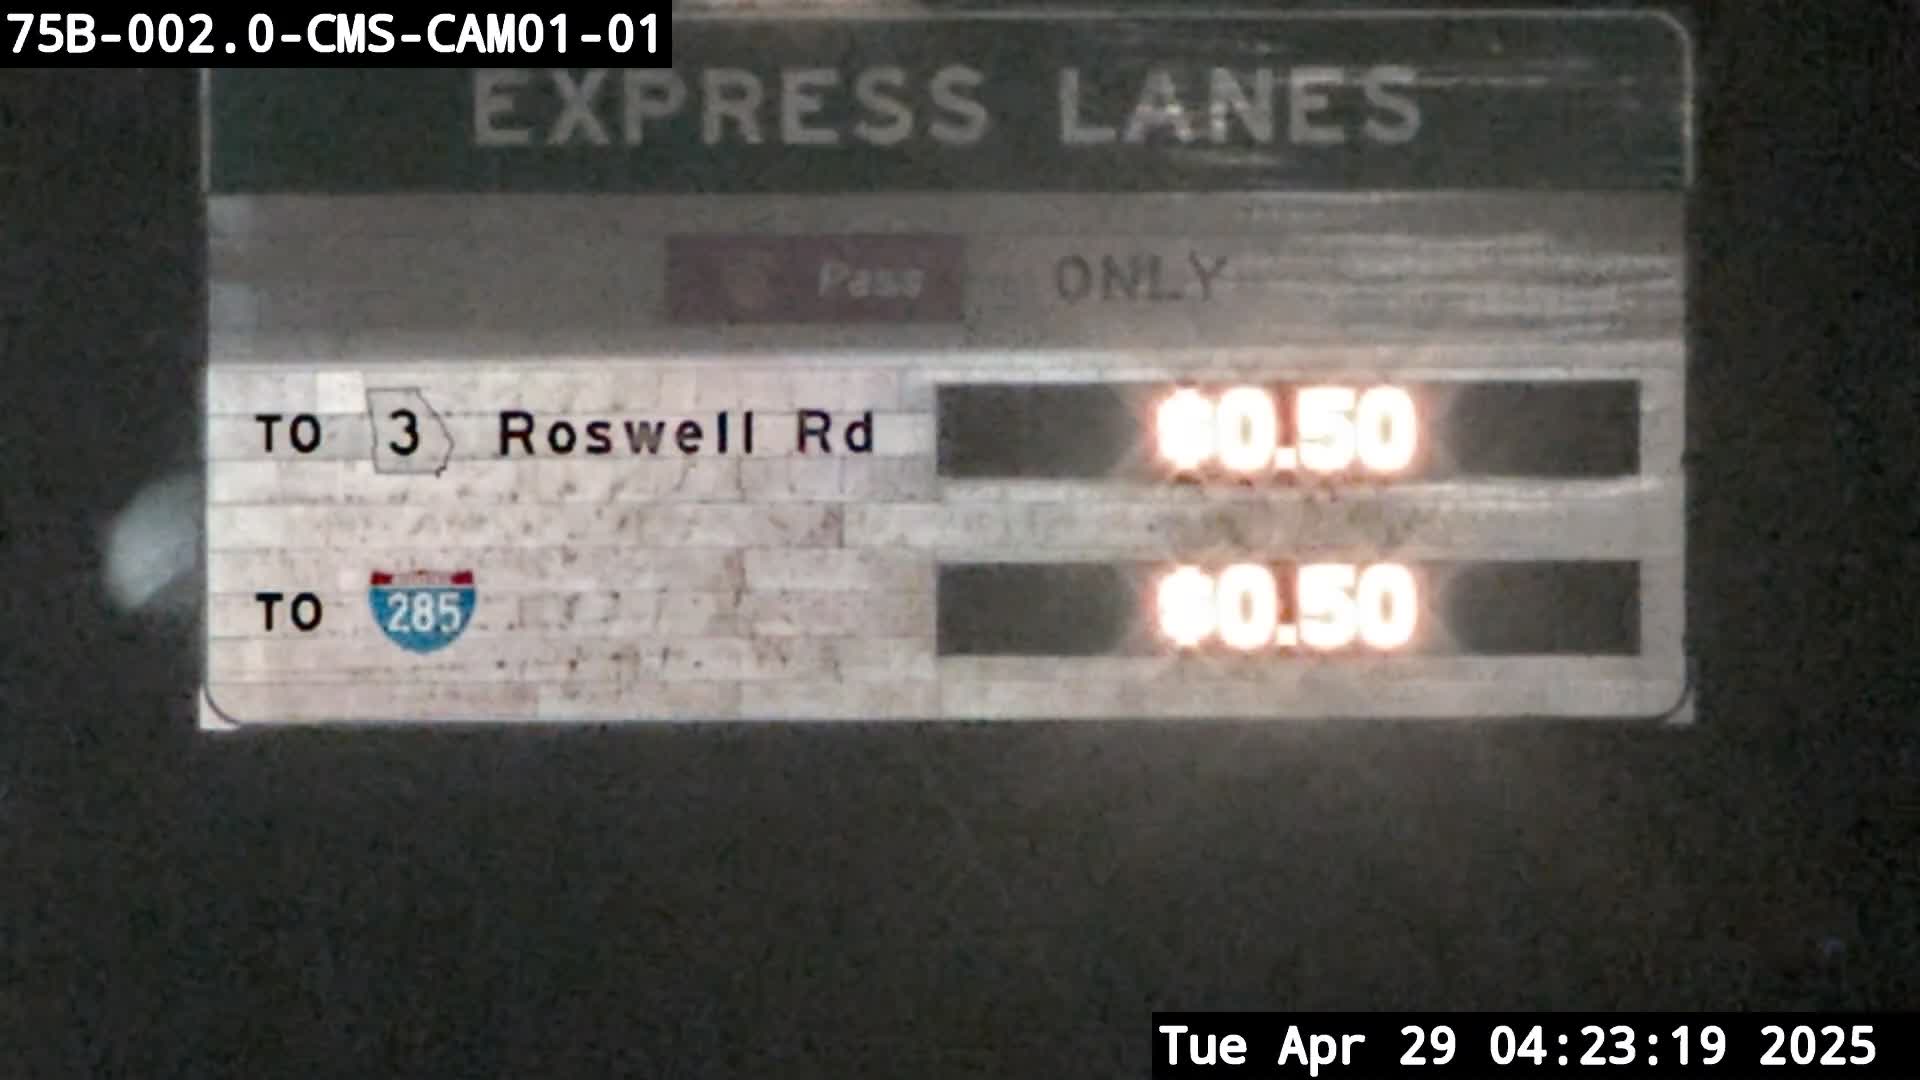 75B-002.0-CMS-CAM01-01
EXPRESS LANES
Pass ONLY
TO 3 Roswell Rd $0.50
TO 285 $0.50
Tue Apr 29 04:23:19 2025